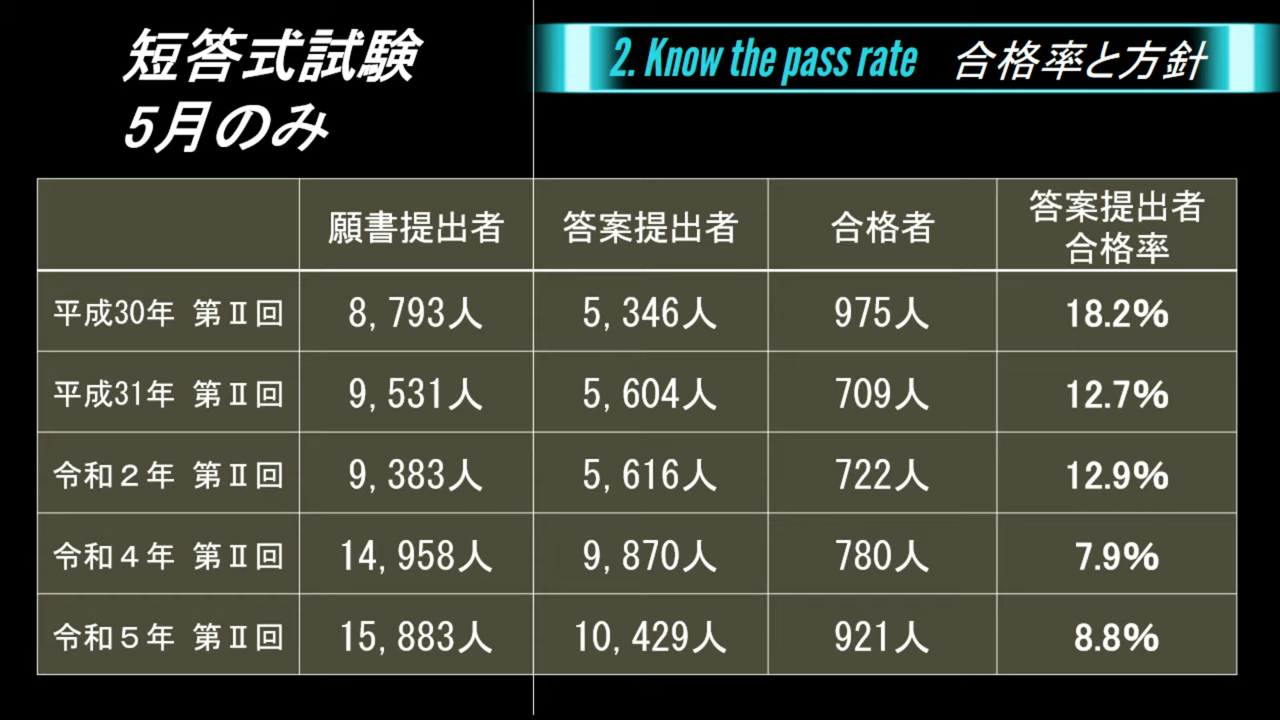 短答式試験
5月のみ
2. Know the pass rate 合格率と方針
願書提出者 答案提出者 合格者 答案提出者
合格率
平成30年 第Ⅱ回 8,793人 5,346人 975人 18.2%
平成31年 第Ⅱ回 9,531人 5,604人 709人 12.7%
令和２年 第Ⅱ回 9,383人 5,616人 722人 12.9%
令和４年 第Ⅱ回 14,958人 9,870人 780人 7.9%
令和５年 第Ⅱ回 15,883人 10,429人 921人 8.8%